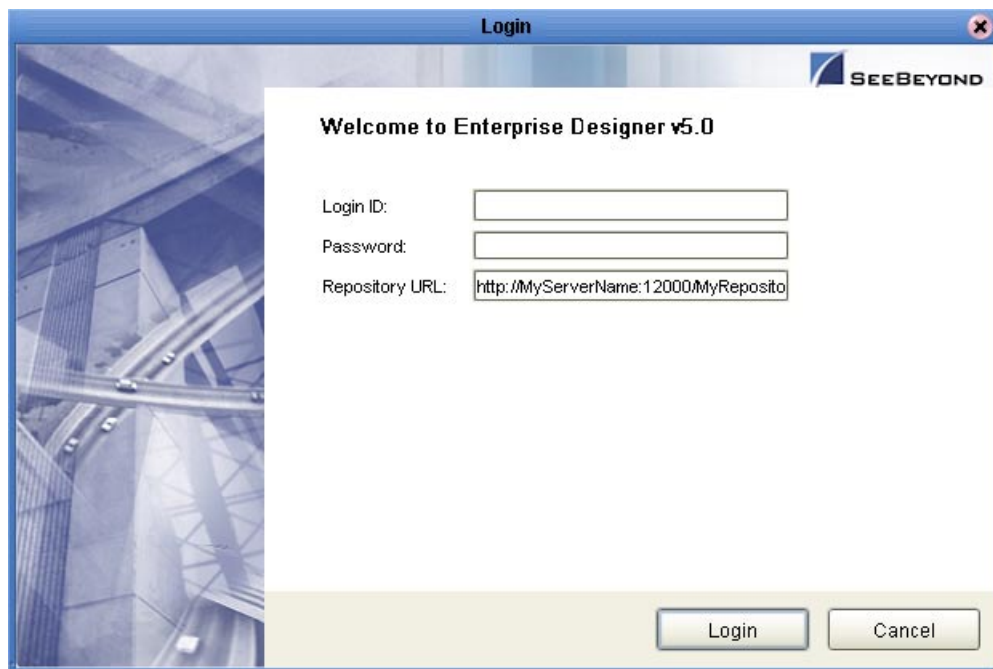 Login
SEEBEYOND
Welcome to Enterprise Designer v5.0
Login ID:
Password:
Repository URL: http://MyServerName:12000/MyReposito
Login Cancel